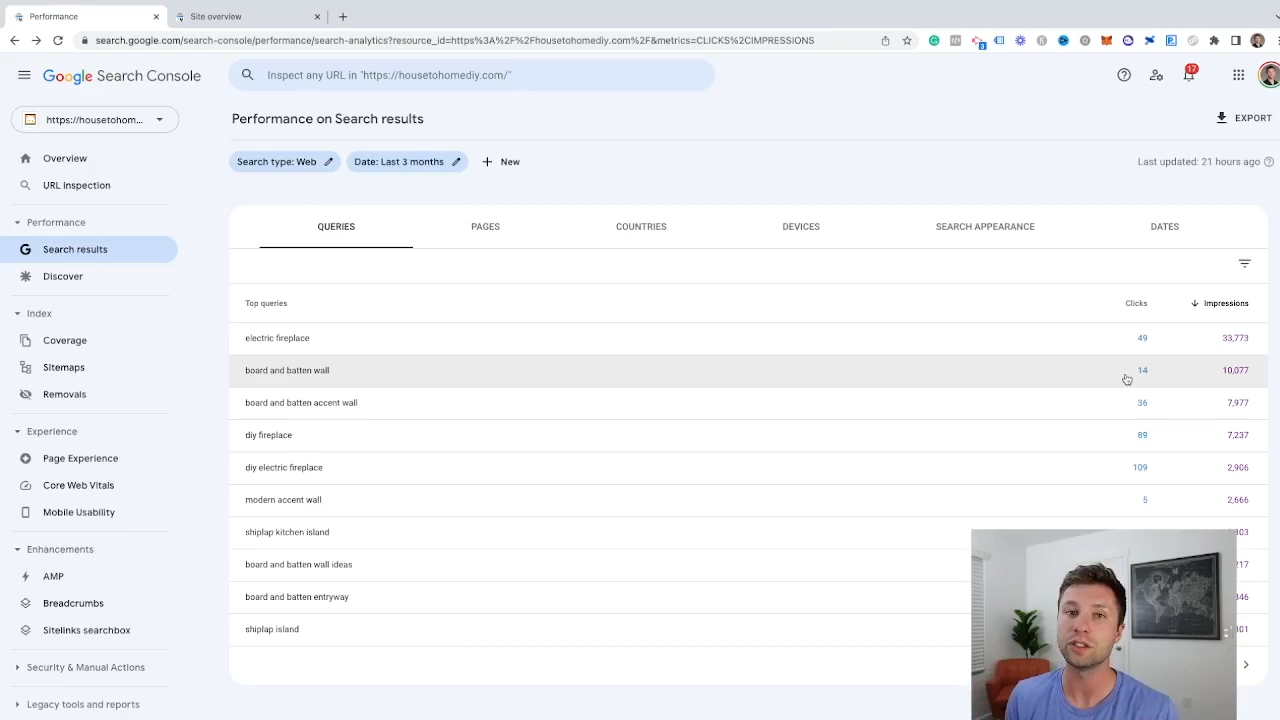 Performance
Site overview
search.google.com/search-console/performance/search-analytics?resource_id=https%3A%2F%2Fhousetohomediy.com%2F&metrics=CLICKS%2CIMPRESSIONS
3
Google Search Console
Inspect any URL in "https://housetohomediy.com/"
17
https://housetohom...
Performance on Search results
EXPORT
Overview
URL Inspection
Search type: Web
Date: Last 3 months
New
Last updated: 21 hours ago
Performance
Search results
Discover
Index
Coverage
Sitemaps
Removals
Experience
Page Experience
Core Web Vitals
Mobile Usability
Enhancements
AMP
Breadcrumbs
Sitelinks searchbox
Security & Manual Actions
Legacy tools and reports
QUERIES PAGES COUNTRIES DEVICES SEARCH APPEARANCE DATES
Top queries Clicks Impressions
electric fireplace 49 33,773
board and batten wall 14 10,077
board and batten accent wall 36 7,977
diy fireplace 89 7,237
diy electric fireplace 109 2,906
modern accent wall 5 2,666
shiplap kitchen island
board and batten wall ideas
board and batten entryway
shiplap island